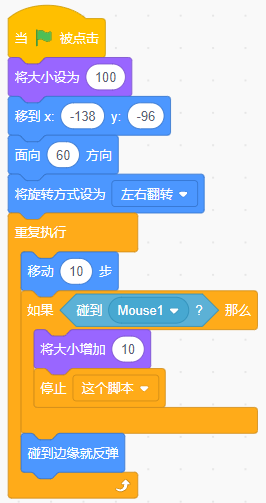 当 被点击
将大小设为 100
移到 x: -138 y: -96
面向 60 方向
将旋转方式设为 左右翻转
重复执行
移动 10 步
如果 碰到 Mouse1 ? 那么
将大小增加 10
停止 这个脚本
碰到边缘就反弹